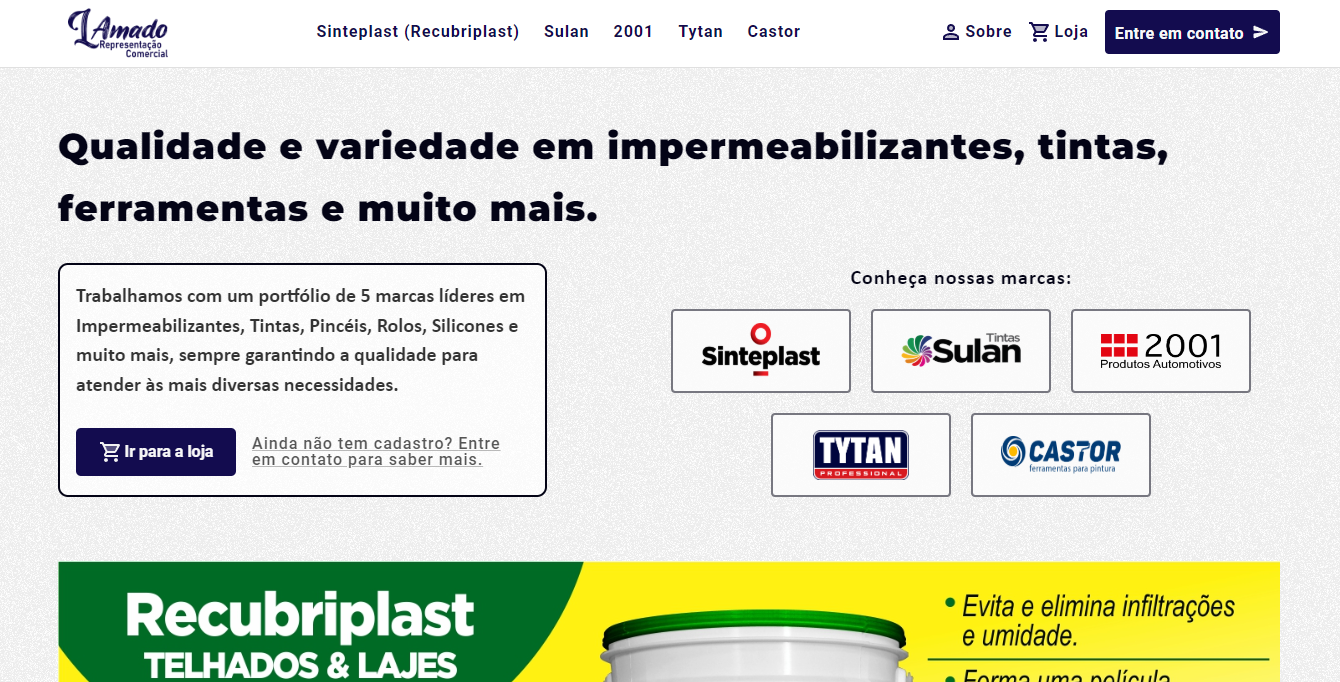 LAmado
Representação
Comercial
Sinteplast (Recubriplast) Sulan 2001 Tytan Castor
Sobre Loja Entre em contato
Qualidade e variedade em impermeabilizantes, tintas,
ferramentas e muito mais.
Trabalhamos com um portfólio de 5 marcas líderes em
Impermeabilizantes, Tintas, Pincéis, Rolos, Silicones e
muito mais, sempre garantindo a qualidade para
atender às mais diversas necessidades.
Ir para a loja
Ainda não tem cadastro? Entre
em contato para saber mais.
Conheça nossas marcas:
Sinteplast
Tintas
Sulan
2001
Produtos Automotivos
TYTAN
PROFESSIONAL
CASTOR
ferramentas para pintura
Recubriplast
TELHADOS & LAJES
• Evita e elimina infiltrações
e umidade.
• Forma uma película